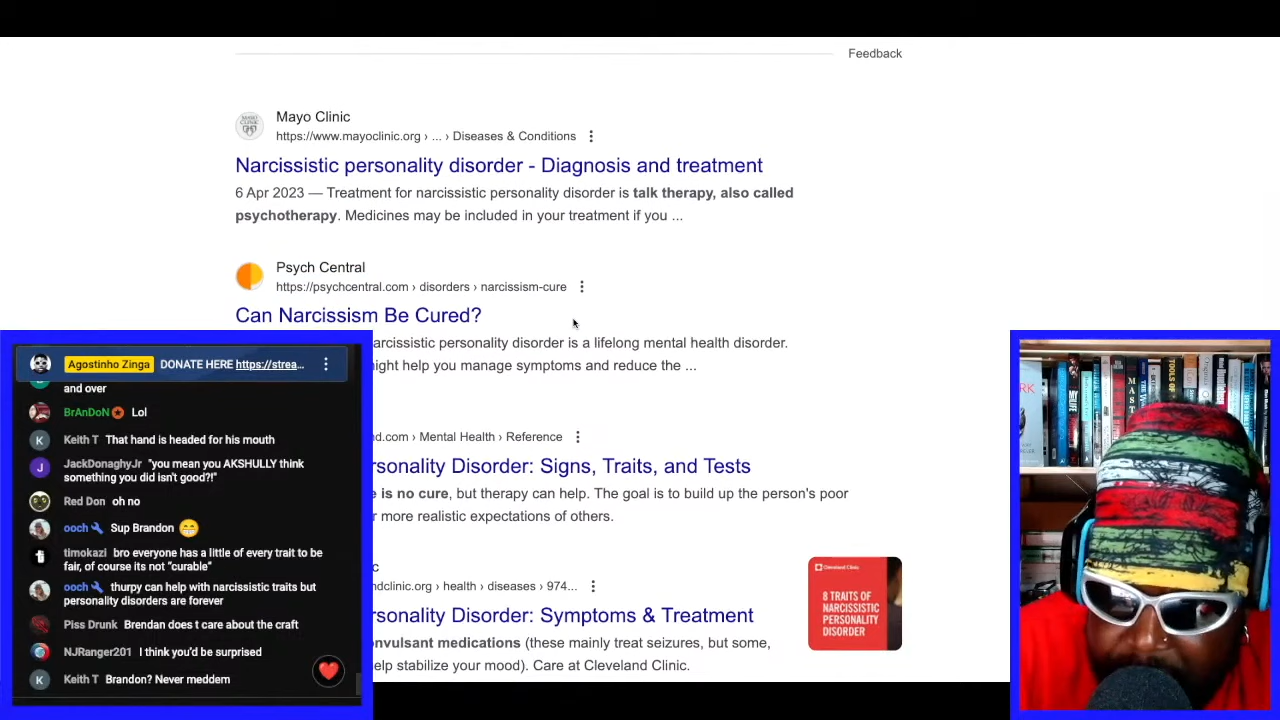 Feedback
Mayo Clinic
https://www.mayoclinic.org › ... › Diseases & Conditions
Narcissistic personality disorder - Diagnosis and treatment
6 Apr 2023 — Treatment for narcissistic personality disorder is talk therapy, also called
psychotherapy. Medicines may be included in your treatment if you ...
Psych Central
https://psychcentral.com › disorders › narcissism-cure
Can Narcissism Be Cured?
arcissistic personality disorder is a lifelong mental health disorder.
ight help you manage symptoms and reduce the ...
nd.com › Mental Health › Reference
rsonality Disorder: Signs, Traits, and Tests
e is no cure, but therapy can help. The goal is to build up the person's poor
r more realistic expectations of others.
c
ndclinic.org › health › diseases › 974...
rsonality Disorder: Symptoms & Treatment
onvulsant medications (these mainly treat seizures, but some,
elp stabilize your mood). Care at Cleveland Clinic.
Cleveland Clinic
8 TRAITS OF
NARCISSISTIC
PERSONALITY
DISORDER
Agostinho Zinga DONATE HERE https://strea...
and over
BrAnDoN Lol
Keith T That hand is headed for his mouth
JackDonaghyJr "you mean you AKSHULLY think
something you did isn't good?!"
Red Don oh no
ooch Sup Brandon 😁
timokazi bro everyone has a little of every trait to be
fair, of course its not "curable"
ooch thurpy can help with narcissistic traits but
personality disorders are forever
Piss Drunk Brendan does t care about the craft
NJRanger201 I think you'd be surprised
Keith T Brandon? Never meddem
MY LIFE
MAST
TOOLS OF